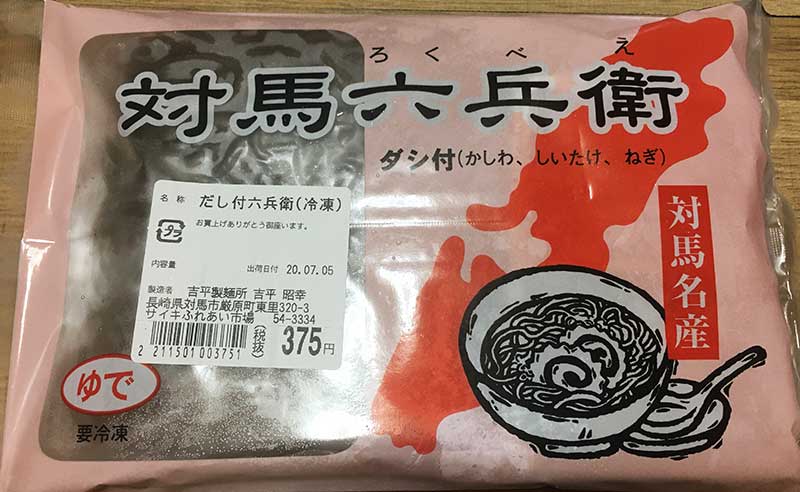 ろくべえ
対馬六兵衛
ダシ付(かしわ、しいたけ、ねぎ)
対馬名産
名称 だし付六兵衛(冷凍)
お買上げありがとう御座います。
プラ
内容量 出荷日付 20.07.05
製造者 吉平製麺所 吉平 昭幸
長崎県対馬市厳原町東里320-3
サイキふれあい市場 54-3334
(税抜) 375円
2 211501 003751
ゆで
要冷凍